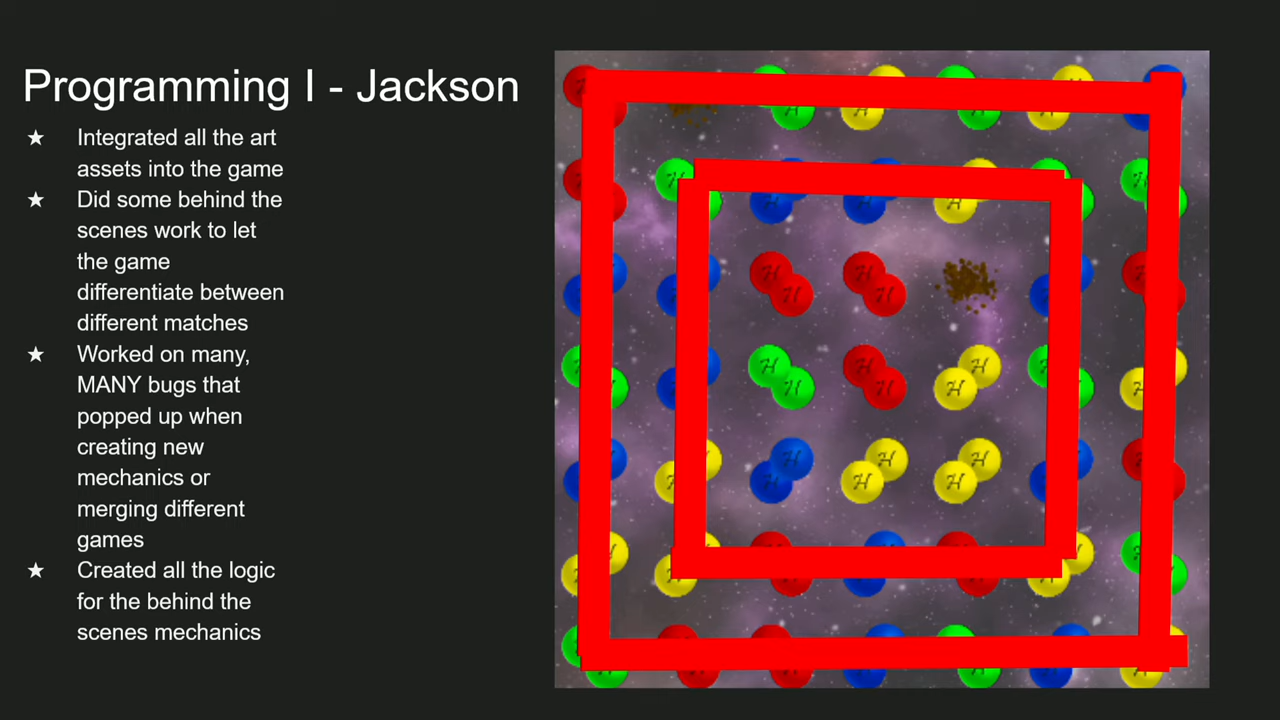 Programming I - Jackson
★ Integrated all the art
assets into the game
★ Did some behind the
scenes work to let
the game
differentiate between
different matches
★ Worked on many,
MANY bugs that
popped up when
creating new
mechanics or
merging different
games
★ Created all the logic
for the behind the
scenes mechanics